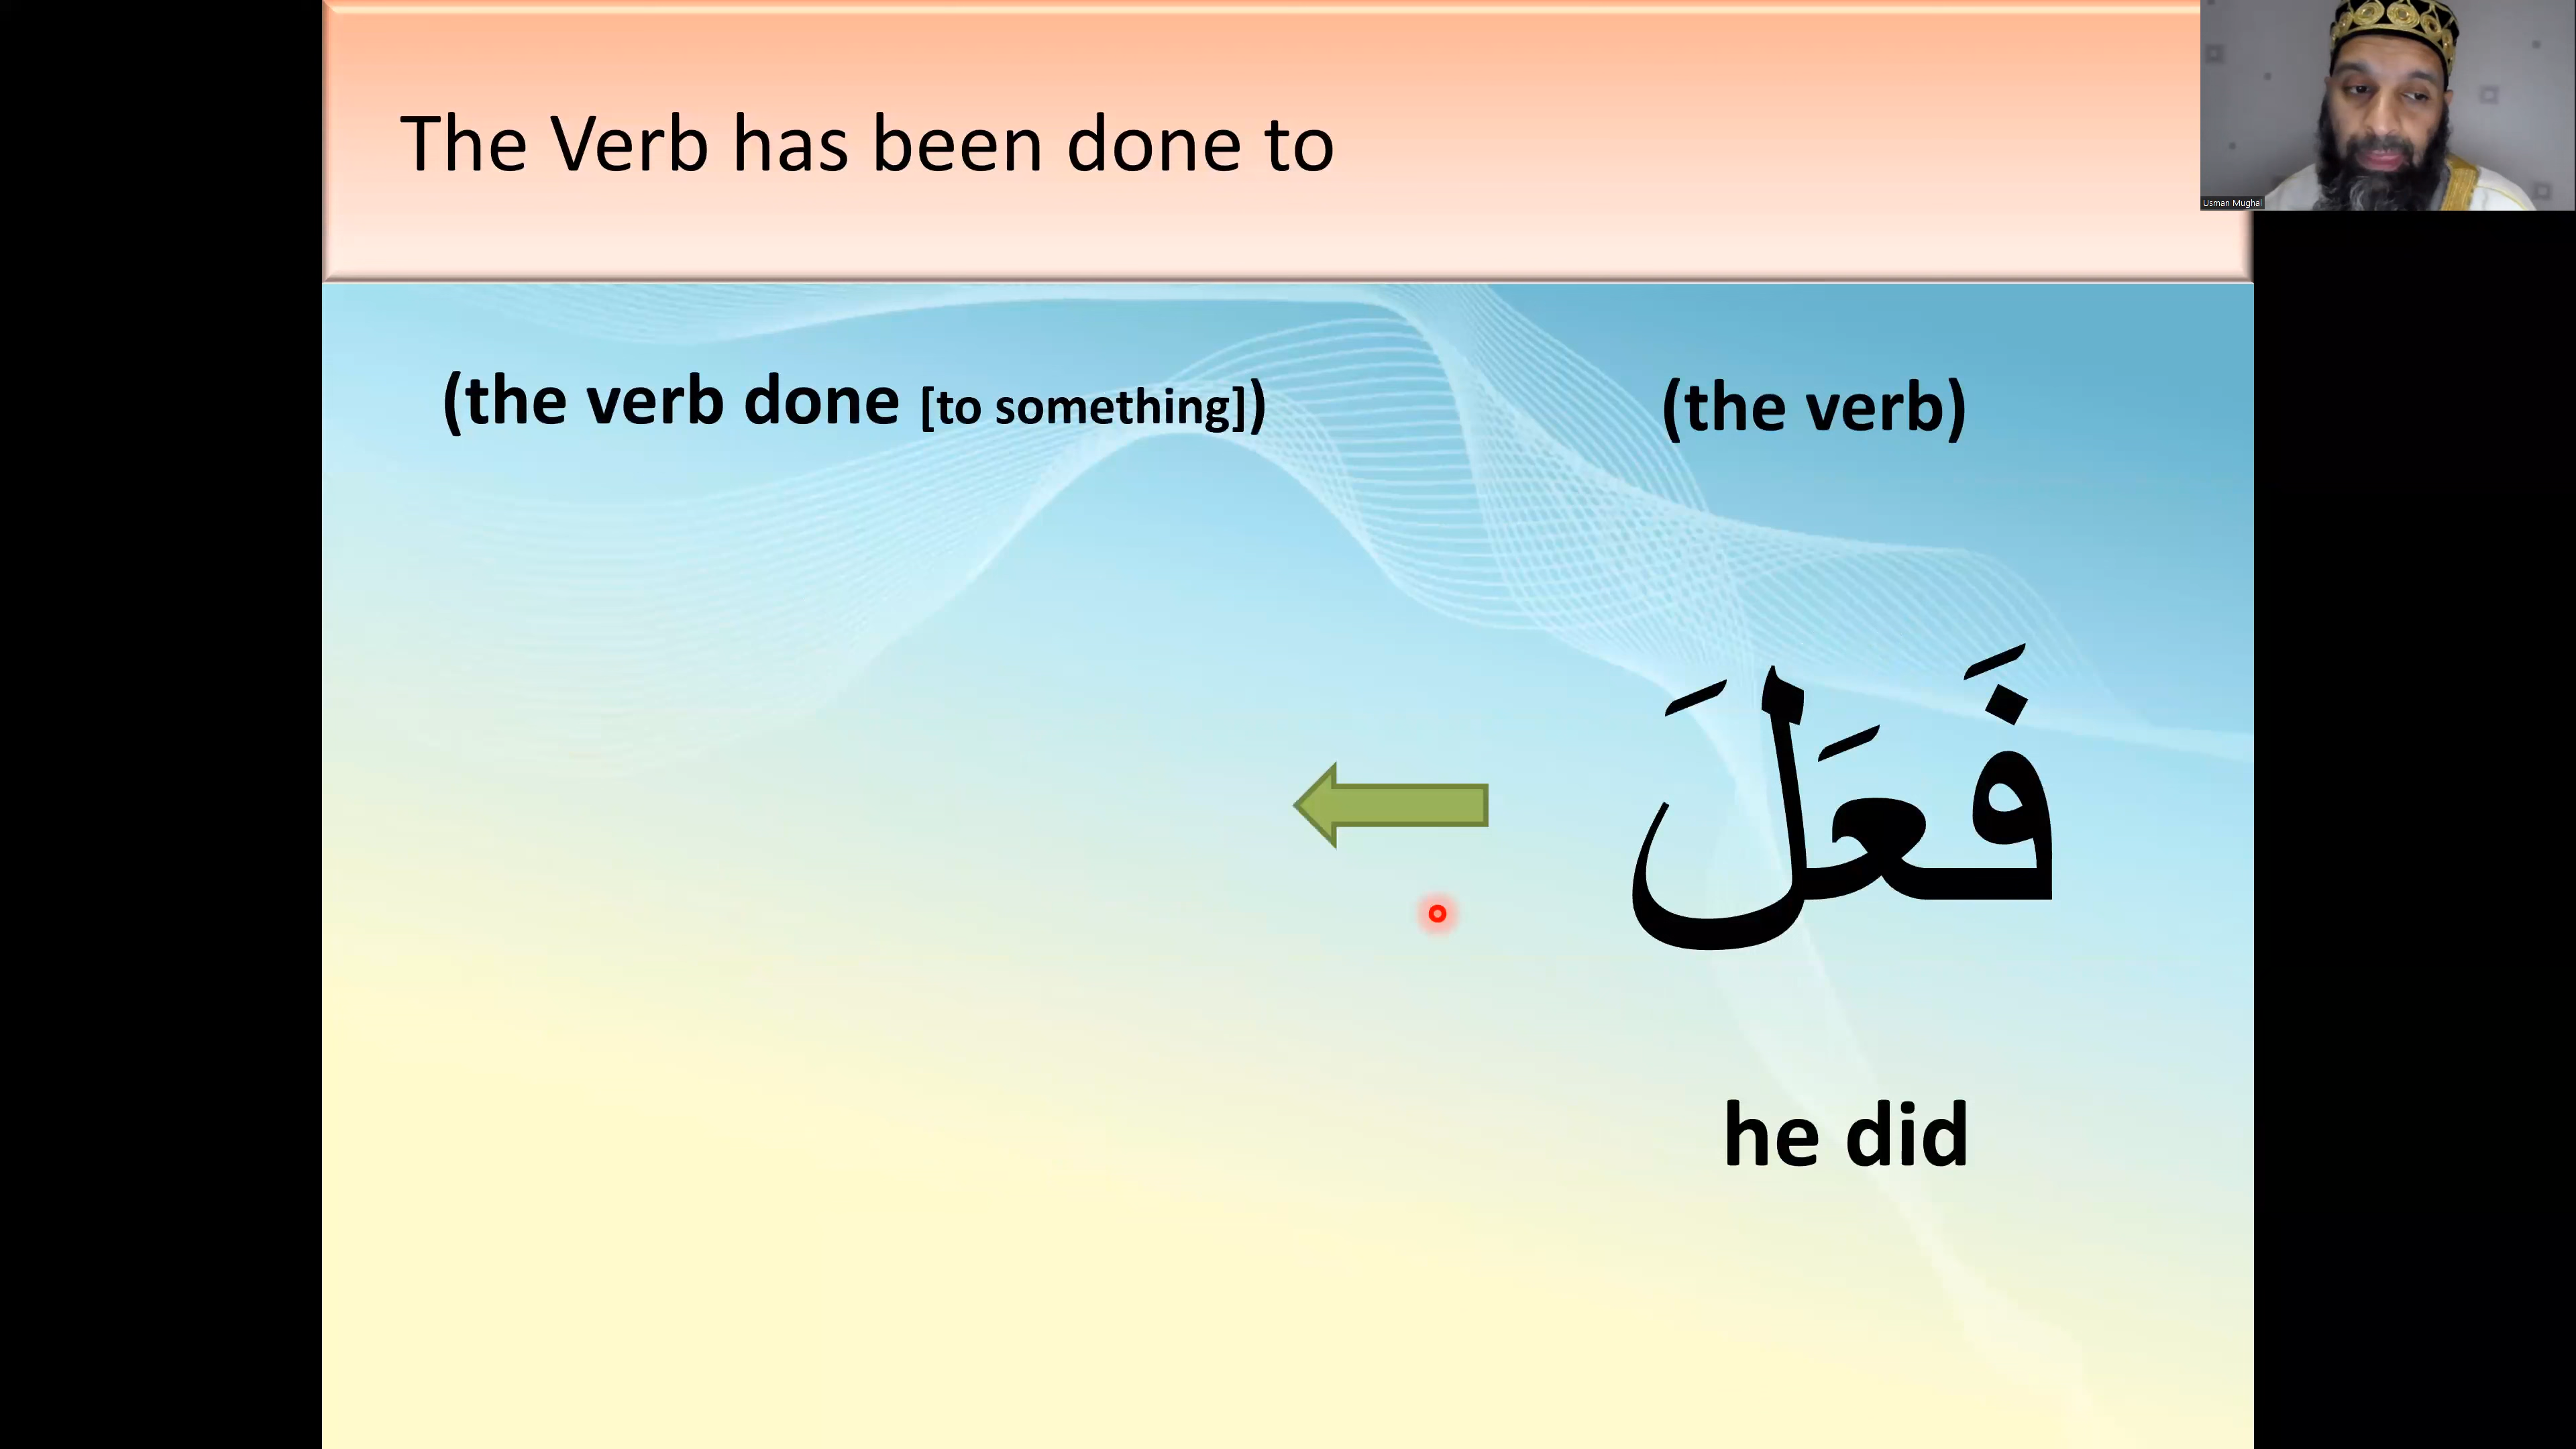 The Verb has been done to
Usman Mughal
(the verb done [to something])
(the verb)
فَعَلَ
he did